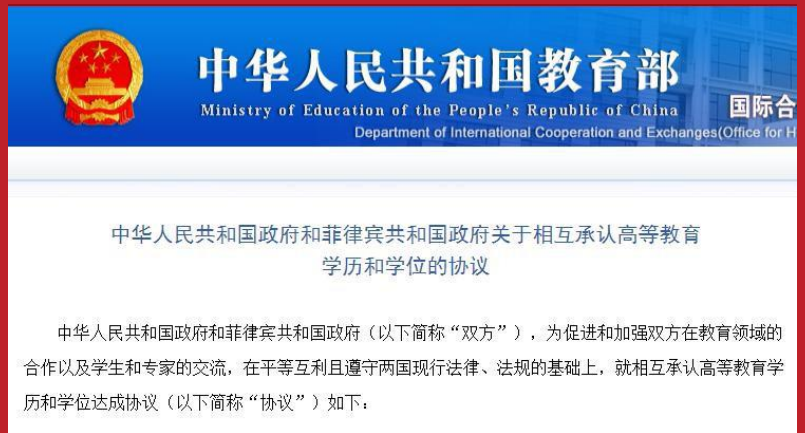 中华人民共和国教育部
Ministry of Education of the People's Republic of China
国际合
Department of International Cooperation and Exchanges(Office for H
中华人民共和国政府和菲律宾共和国政府关于相互承认高等教育
学历和学位的协议
中华人民共和国政府和菲律宾共和国政府（以下简称“双方”），为促进和加强双方在教育领域的
合作以及学生和专家的交流，在平等互利且遵守两国现行法律、法规的基础上，就相互承认高等教育学
历和学位达成协议（以下简称“协议”）如下：